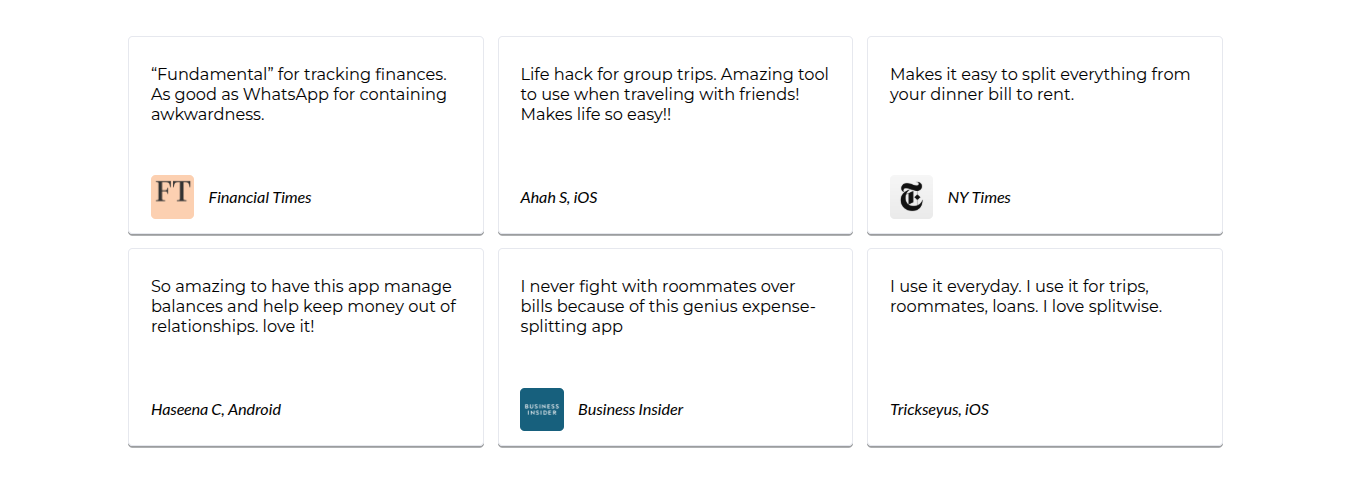 “Fundamental” for tracking finances.
As good as WhatsApp for containing
awkwardness.
FT
Financial Times
Life hack for group trips. Amazing tool
to use when traveling with friends!
Makes life so easy!!
Ahah S, iOS
Makes it easy to split everything from
your dinner bill to rent.
T
NY Times
So amazing to have this app manage
balances and help keep money out of
relationships. love it!
Haseena C, Android
I never fight with roommates over
bills because of this genius expense-
splitting app
BUSINESS
INSIDER
Business Insider
I use it everyday. I use it for trips,
roommates, loans. I love splitwise.
Trickseyus, iOS